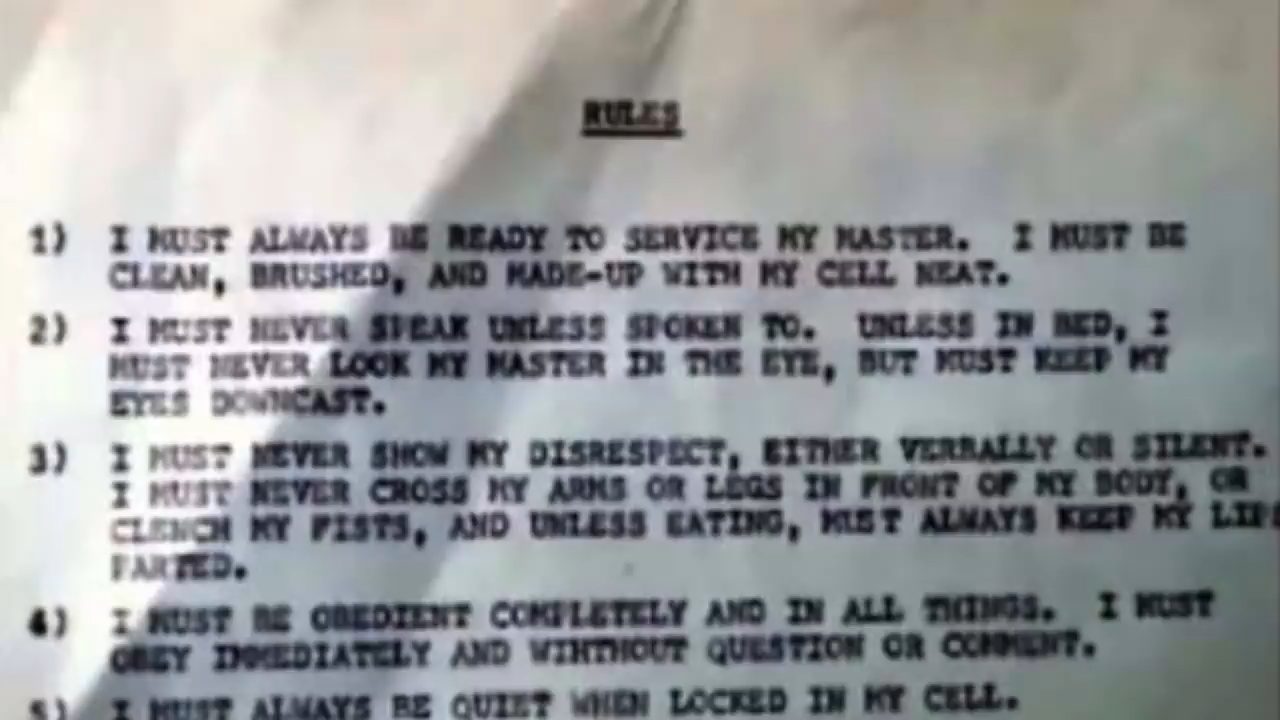 RULES
1) I MUST ALWAYS BE READY TO SERVICE MY MASTER. I MUST BE
CLEAN, BRUSHED, AND MADE-UP WITH MY CELL NEAT.
2) I MUST NEVER SPEAK UNLESS SPOKEN TO. UNLESS IN BED, I
MUST NEVER LOOK MY MASTER IN THE EYE, BUT MUST KEEP MY
EYES DOWNCAST.
3) I MUST NEVER SHOW MY DISRESPECT, EITHER VERBALLY OR SILENT.
I MUST NEVER CROSS MY ARMS OR LEGS IN FRONT OF MY BODY, OR
CLENCH MY FISTS, AND UNLESS EATING, MUST ALWAYS KEEP MY LIPS
PARTED.
4) I MUST BE OBEDIENT COMPLETELY AND IN ALL THINGS. I MUST
OBEY IMMEDIATELY AND WIHTHOUT QUESTION OR COMMENT.
5) I MUST ALWAYS BE QUIET WHEN LOCKED IN MY CELL.